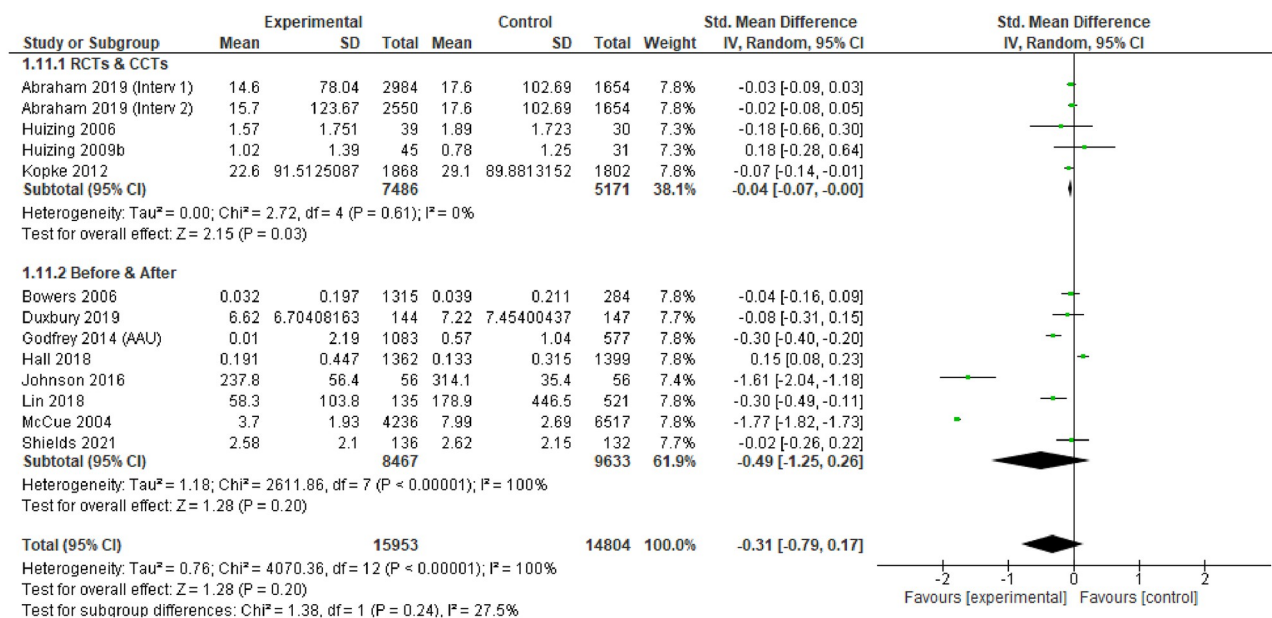 Experimental Control Std. Mean Difference Std. Mean Difference
Study or Subgroup Mean SD Total Mean SD Total Weight IV, Random, 95% CI IV, Random, 95% CI
1.11.1 RCTs & CCTs
Abraham 2019 (Interv 1) 14.6 78.04 2984 17.6 102.69 1654 7.8% -0.03 [-0.09, 0.03]
Abraham 2019 (Interv 2) 15.7 123.67 2550 17.6 102.69 1654 7.8% -0.02 [-0.08, 0.05]
Huizing 2006 1.57 1.751 39 1.89 1.723 30 7.3% -0.18 [-0.66, 0.30]
Huizing 2009b 1.02 1.39 45 0.78 1.25 31 7.3% 0.18 [-0.28, 0.64]
Kopke 2012 22.6 91.5125087 1868 29.1 89.8813152 1802 7.8% -0.07 [-0.14, -0.01]
Subtotal (95% CI) 7486 5171 38.1% -0.04 [-0.07, -0.00]
Heterogeneity: Tau² = 0.00; Chi² = 2.72, df = 4 (P = 0.61); I² = 0%
Test for overall effect: Z = 2.15 (P = 0.03)
1.11.2 Before & After
Bowers 2006 0.032 0.197 1315 0.039 0.211 284 7.8% -0.04 [-0.16, 0.09]
Duxbury 2019 6.62 6.70408163 144 7.22 7.45400437 147 7.7% -0.08 [-0.31, 0.15]
Godfrey 2014 (AAU) 0.01 2.19 1083 0.57 1.04 577 7.8% -0.30 [-0.40, -0.20]
Hall 2018 0.191 0.447 1362 0.133 0.315 1399 7.8% 0.15 [0.08, 0.23]
Johnson 2016 237.8 56.4 56 314.1 35.4 56 7.4% -1.61 [-2.04, -1.18]
Lin 2018 58.3 103.8 135 178.9 446.5 521 7.8% -0.30 [-0.49, -0.11]
McCue 2004 3.7 1.93 4236 7.99 2.69 6517 7.8% -1.77 [-1.82, -1.73]
Shields 2021 2.58 2.1 136 2.62 2.15 132 7.7% -0.02 [-0.26, 0.22]
Subtotal (95% CI) 8467 9633 61.9% -0.49 [-1.25, 0.26]
Heterogeneity: Tau² = 1.18; Chi² = 2611.86, df = 7 (P < 0.00001); I² = 100%
Test for overall effect: Z = 1.28 (P = 0.20)
Total (95% CI) 15953 14804 100.0% -0.31 [-0.79, 0.17]
Heterogeneity: Tau² = 0.76; Chi² = 4070.36, df = 12 (P < 0.00001); I² = 100%
Test for overall effect: Z = 1.28 (P = 0.20)
Test for subgroup differences: Chi² = 1.38, df = 1 (P = 0.24), I² = 27.5%
-2 -1 0 1 2
Favours [experimental] Favours [control]